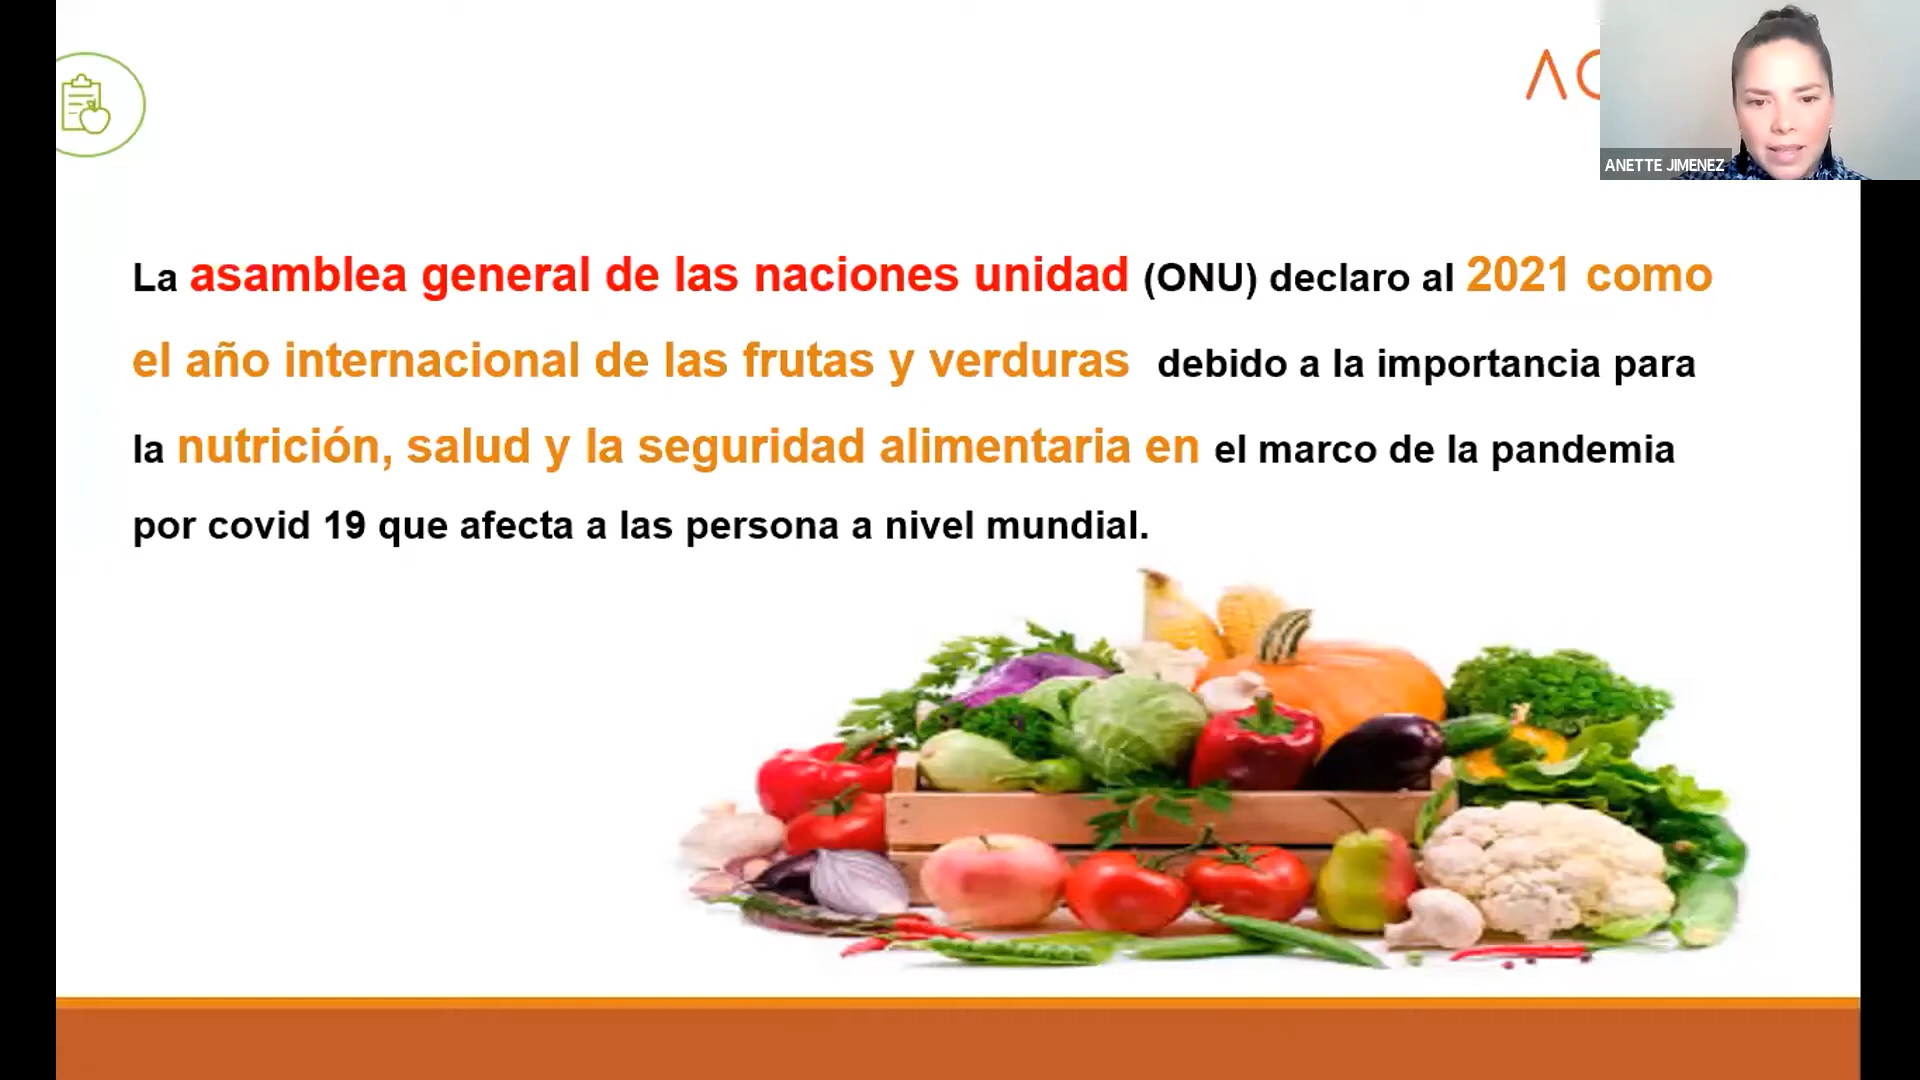 ANETTE JIMENEZ
La asamblea general de las naciones unidad (ONU) declaro al 2021 como
el año internacional de las frutas y verduras debido a la importancia para
la nutrición, salud y la seguridad alimentaria en el marco de la pandemia
por covid 19 que afecta a las persona a nivel mundial.